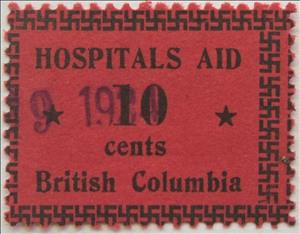 HOSPITALS AID
★ 10 ★
cents
British Columbia